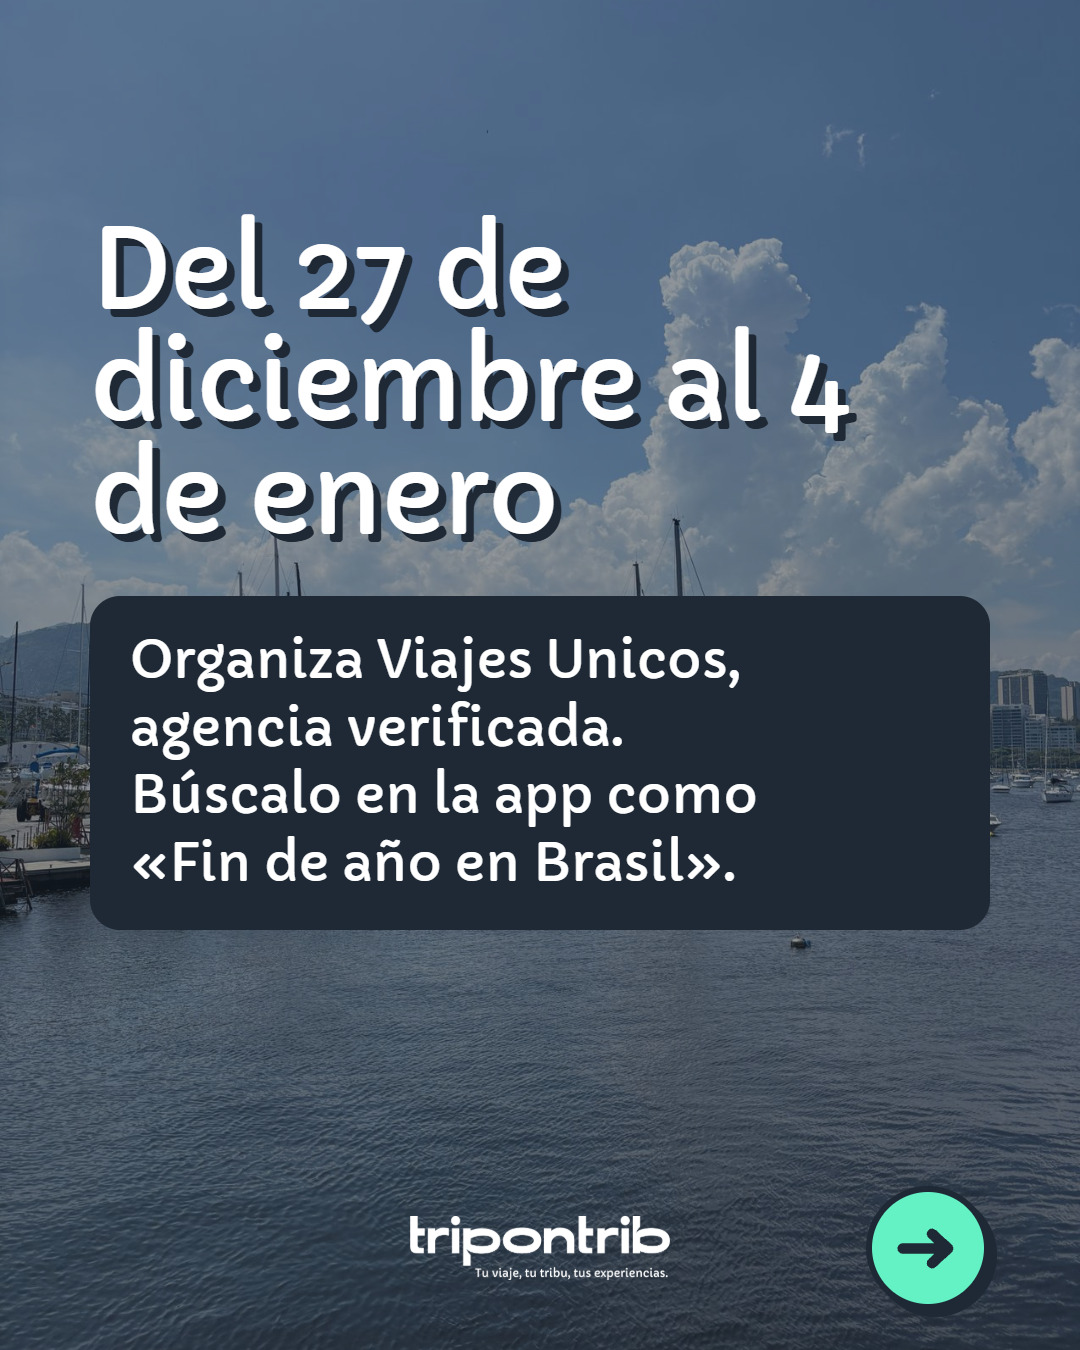 Del 27 de
diciembre al 4
de enero
Organiza Viajes Unicos,
agencia verificada.
Búscalo en la app como
«Fin de año en Brasil».
tripontrib
Tu viaje, tu tribu, tus experiencias.